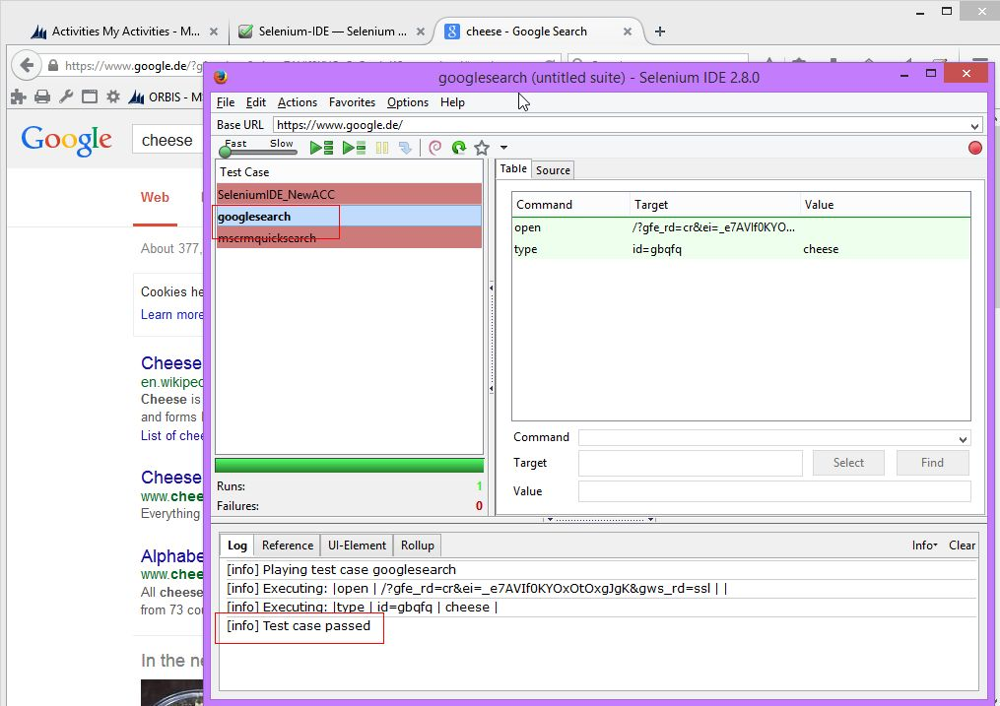 Activities My Activities - M...
Selenium-IDE — Selenium ...
cheese - Google Search
https://www.google.de/?g
ORBIS - MS
Google
cheese
Web
About 377,
Cookies he
Learn more
Cheese
en.wikiped
Cheese is
and forms
List of chee
Cheese
www.chee
Everything
Alphabe
www.chee
All cheese
from 73 cou
In the ne
googlesearch (untitled suite) - Selenium IDE 2.8.0
File Edit Actions Favorites Options Help
Base URL https://www.google.de/
Fast Slow
Test Case
SeleniumIDE_NewACC
googlesearch
mscrmquicksearch
Runs: 1
Failures: 0
Table Source
Command Target Value
open /?gfe_rd=cr&ei=_e7AVIf0KYO...
type id=gbqfq cheese
Command
Target Select Find
Value
Log Reference UI-Element Rollup Info Clear
[info] Playing test case googlesearch
[info] Executing: |open | /?gfe_rd=cr&ei=_e7AVIf0KYOxOtOxgJgK&gws_rd=ssl | |
[info] Executing: |type | id=gbqfq | cheese |
[info] Test case passed